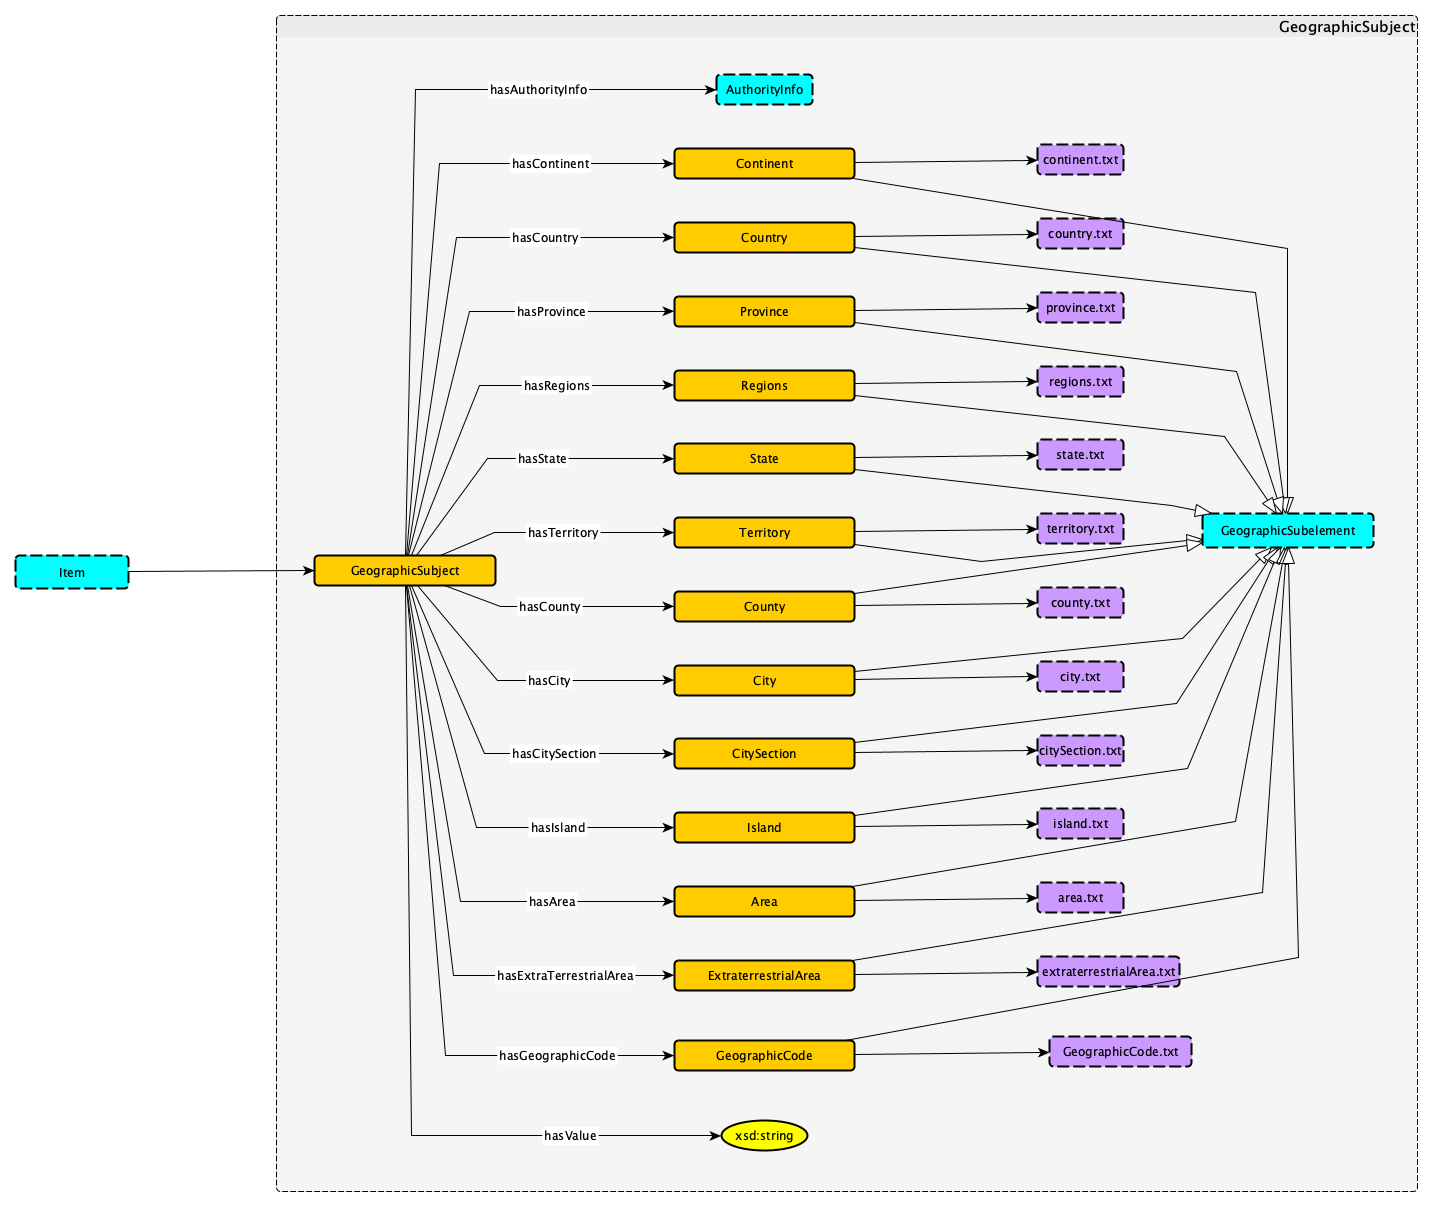 GeographicSubject
hasAuthorityInfo AuthorityInfo
hasContinent Continent continent.txt
hasCountry Country country.txt
hasProvince Province province.txt
hasRegions Regions regions.txt
hasState State state.txt
hasTerritory Territory territory.txt GeographicSubelement
Item GeographicSubject
hasCounty County county.txt
hasCity City city.txt
hasCitySection CitySection citySection.txt
hasIsland Island island.txt
hasArea Area area.txt
hasExtraTerrestrialArea ExtraterrestrialArea extraterrestrialArea.txt
hasGeographicCode GeographicCode GeographicCode.txt
hasValue xsd:string